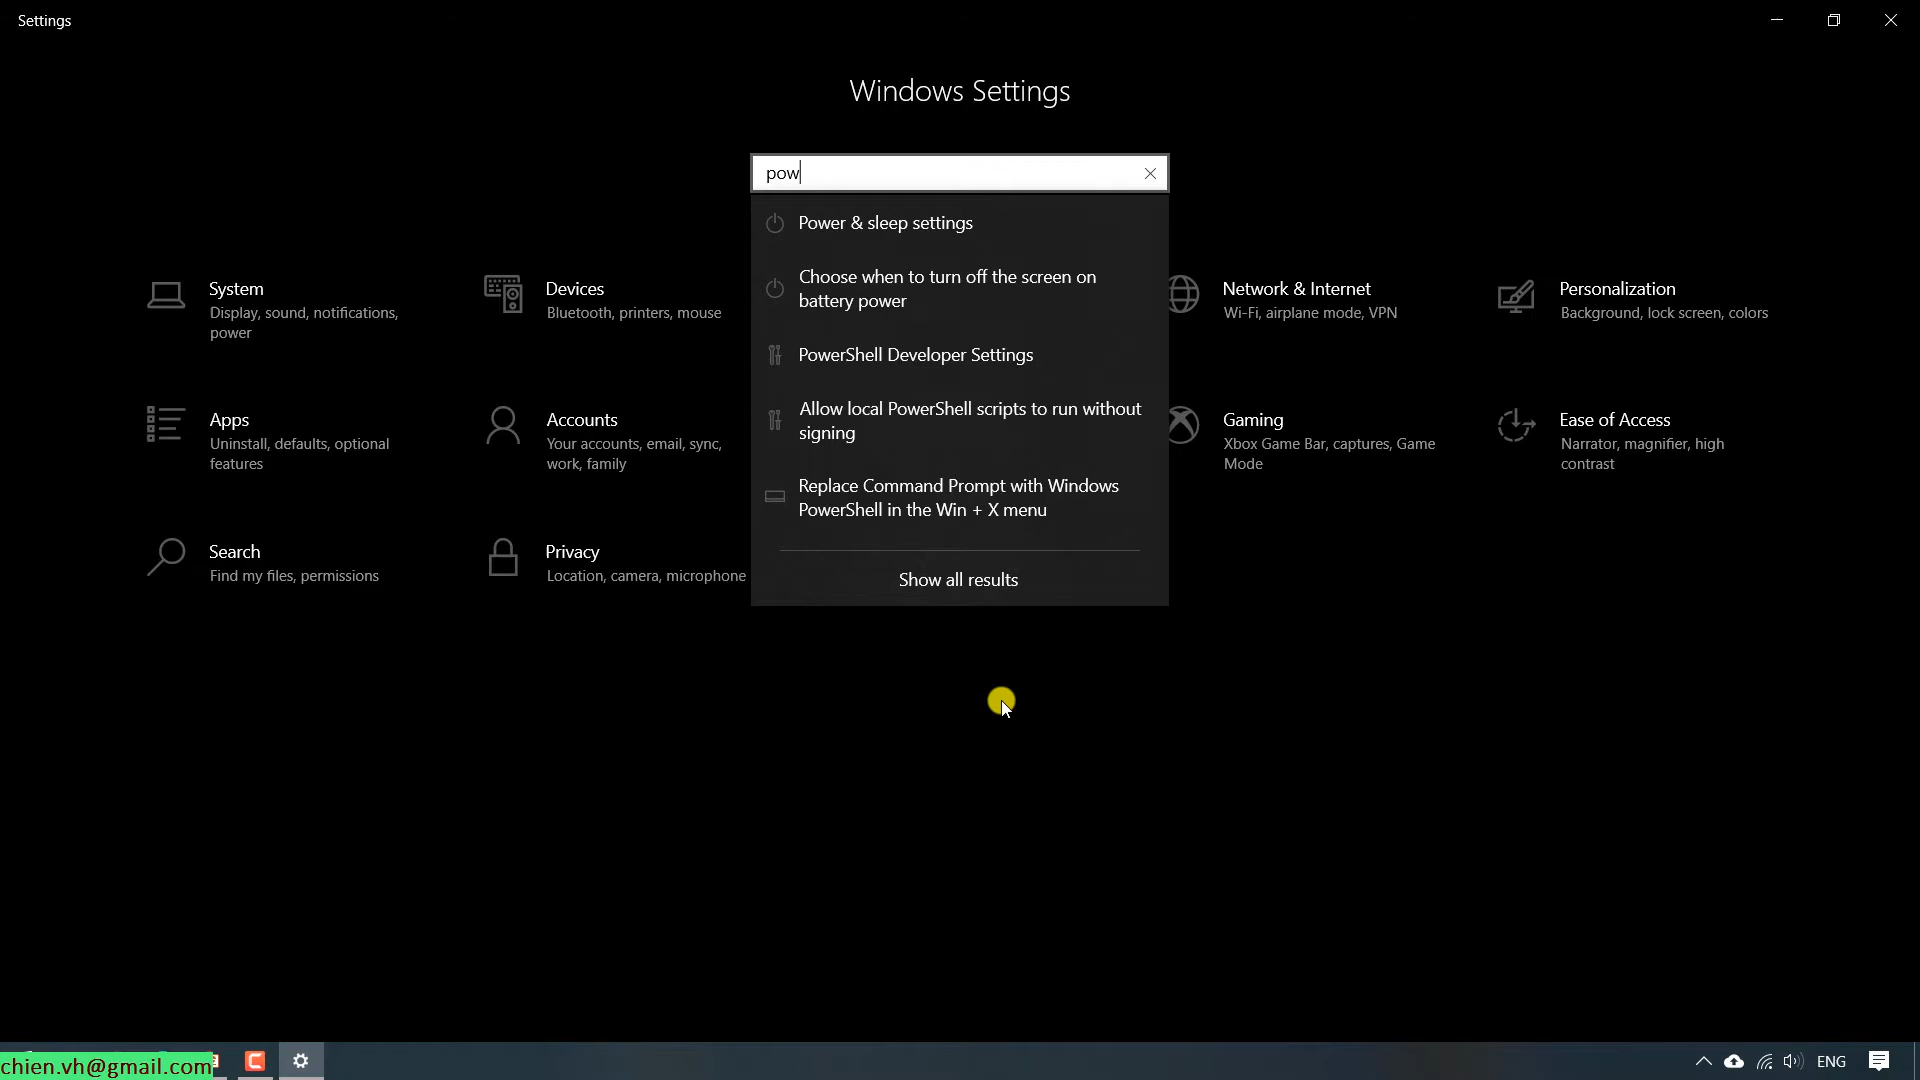 Settings
Windows Settings
pow
Power & sleep settings
Choose when to turn off the screen on
battery power
PowerShell Developer Settings
Allow local PowerShell scripts to run without
signing
Replace Command Prompt with Windows
PowerShell in the Win + X menu
Show all results
System
Display, sound, notifications,
power
Devices
Bluetooth, printers, mouse
Network & Internet
Wi-Fi, airplane mode, VPN
Personalization
Background, lock screen, colors
Apps
Uninstall, defaults, optional
features
Accounts
Your accounts, email, sync,
work, family
Gaming
Xbox Game Bar, captures, Game
Mode
Ease of Access
Narrator, magnifier, high
contrast
Search
Find my files, permissions
Privacy
Location, camera, microphone
chien.vh@gmail.com
ENG